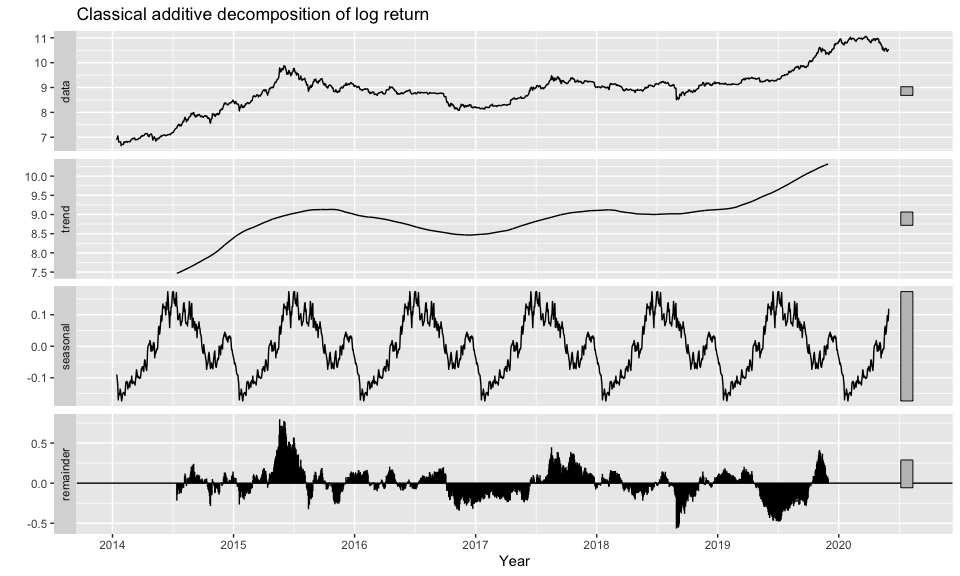 Classical additive decomposition of log return
data
11
10
9
8
7
trend
10.0
9.5
9.0
8.5
8.0
7.5
seasonal
0.1
0.0
-0.1
remainder
0.5
0.0
-0.5
2014 2015 2016 2017 2018 2019 2020
Year